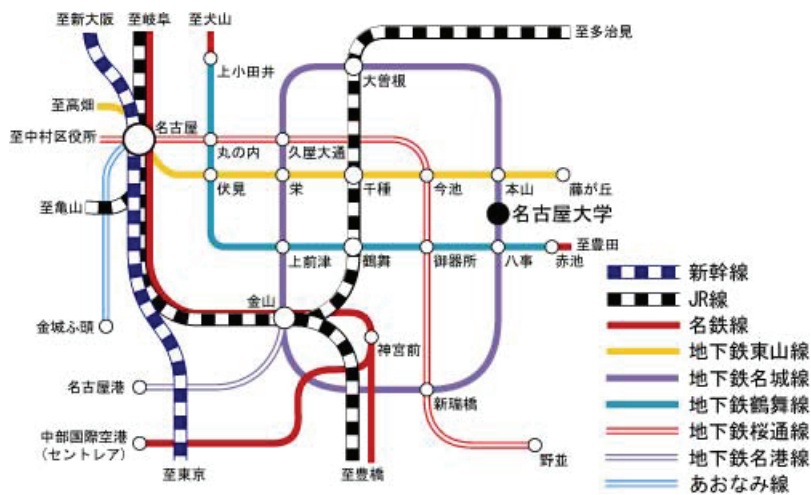 至新大阪
至岐阜
至犬山
至多治見
上小田井
大曽根
至高畑
名古屋
至中村区役所
丸の内
久屋大通
伏見
栄
千種
今池
本山
藤が丘
至亀山
名古屋大学
上前津
鶴舞
御器所
八事
至豊田
赤池
金山
金城ふ頭
神宮前
名古屋港
新瑞橋
中部国際空港
（セントレア）
野並
至東京
至豊橋
新幹線
JR線
名鉄線
地下鉄東山線
地下鉄名城線
地下鉄鶴舞線
地下鉄桜通線
地下鉄名港線
あおなみ線